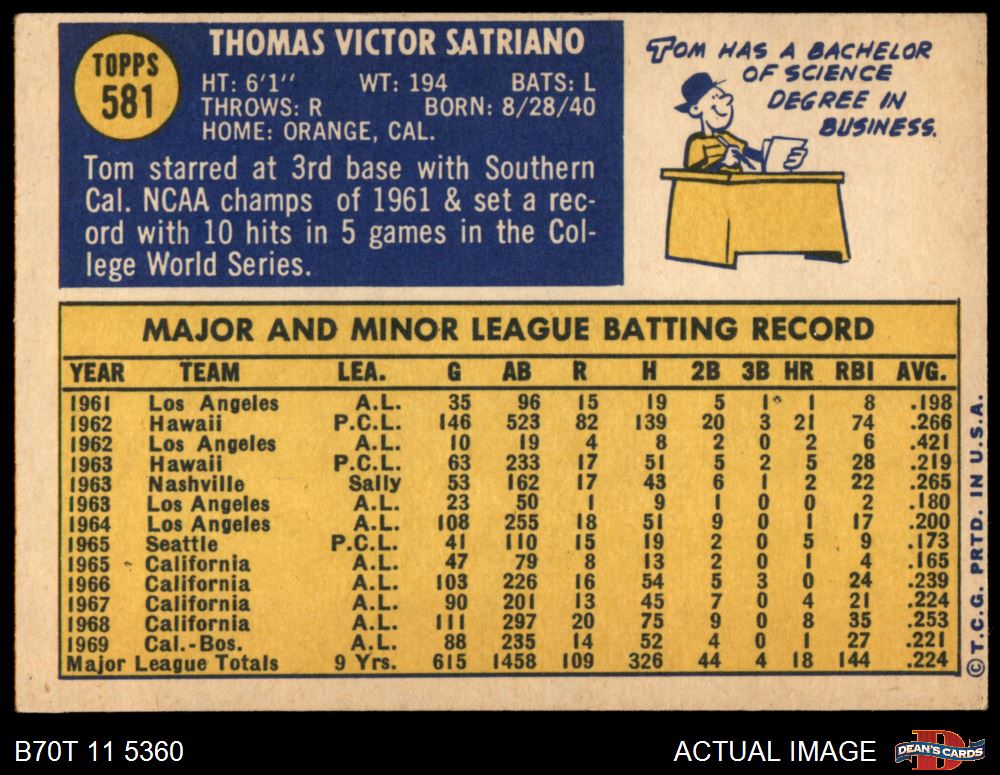 TOPPS
581
THOMAS VICTOR SATRIANO
HT: 6'1'' WT: 194 BATS: L
THROWS: R BORN: 8/28/40
HOME: ORANGE, CAL.
Tom starred at 3rd base with Southern
Cal. NCAA champs of 1961 & set a rec-
ord with 10 hits in 5 games in the Col-
lege World Series.
TOM HAS A BACHELOR
OF SCIENCE
DEGREE IN
BUSINESS.
MAJOR AND MINOR LEAGUE BATTING RECORD
YEAR TEAM LEA. G AB R H 2B 3B HR RBI AVG.
1961 Los Angeles A.L. 35 96 15 19 5 1 1 8 .198
1962 Hawaii P.C.L. 146 523 82 139 20 3 21 74 .266
1962 Los Angeles A.L. 10 19 4 8 2 0 2 6 .421
1963 Hawaii P.C.L. 63 233 17 51 5 2 5 28 .219
1963 Nashville Sally 53 162 17 43 6 1 2 22 .265
1963 Los Angeles A.L. 23 50 1 9 1 0 0 2 .180
1964 Los Angeles A.L. 108 255 18 51 9 0 1 17 .200
1965 Seattle P.C.L. 41 110 15 19 2 0 5 9 .173
1965 California A.L. 47 79 8 13 2 0 1 4 .165
1966 California A.L. 103 226 16 54 5 3 0 24 .239
1967 California A.L. 90 201 13 45 7 0 4 21 .224
1968 California A.L. 111 297 20 75 9 0 8 35 .253
1969 Cal.-Bos. A.L. 88 235 14 52 4 0 1 27 .221
Major League Totals 9 Yrs. 615 1458 109 326 44 4 18 144 .224
©T.C.G. PRTD. IN U.S.A.
B70T 11 5360
ACTUAL IMAGE
DEAN'S CARDS